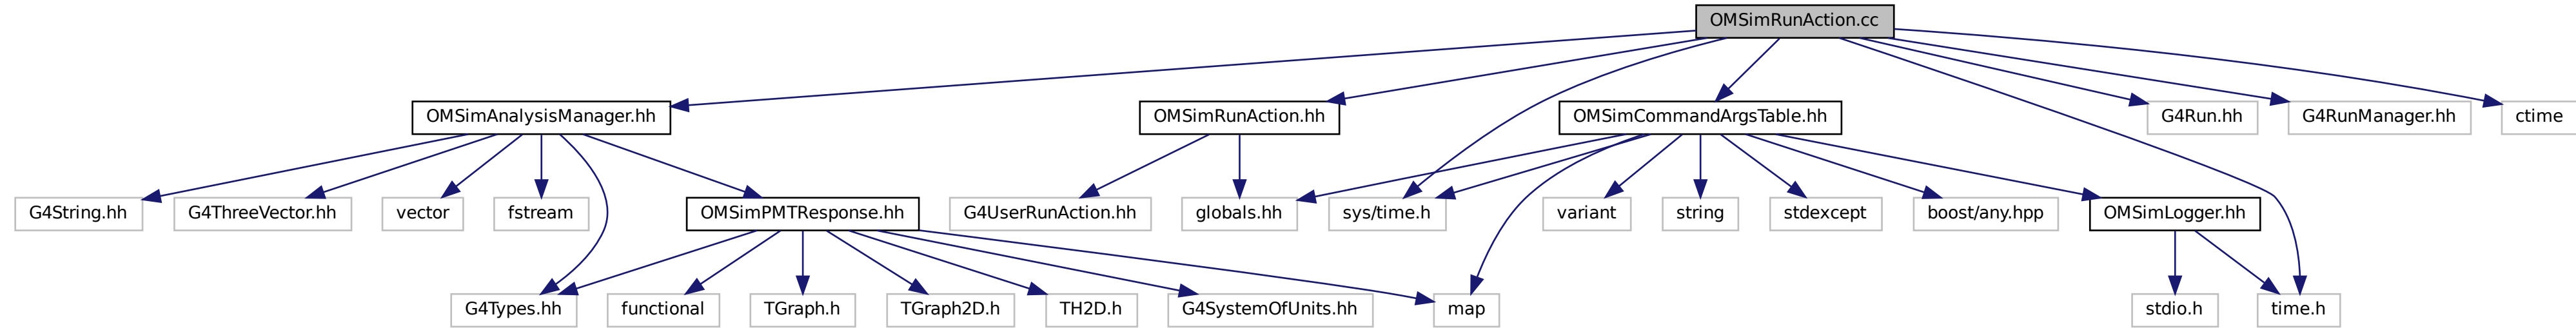 OMSimRunAction.cc
OMSimAnalysisManager.hh
OMSimRunAction.hh
OMSimCommandArgsTable.hh
G4Run.hh
G4RunManager.hh
ctime
G4String.hh
G4ThreeVector.hh
vector
fstream
OMSimPMTResponse.hh
G4UserRunAction.hh
globals.hh
sys/time.h
variant
string
stdexcept
boost/any.hpp
OMSimLogger.hh
G4Types.hh
functional
TGraph.h
TGraph2D.h
TH2D.h
G4SystemOfUnits.hh
map
stdio.h
time.h